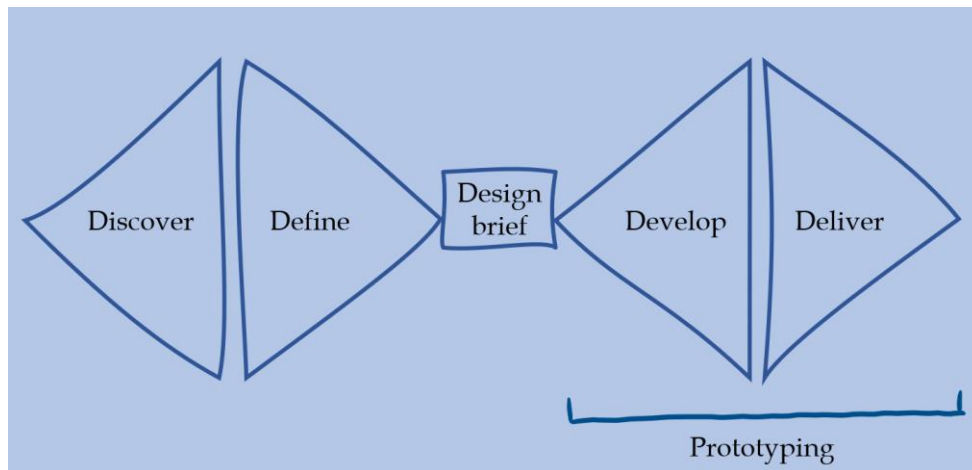 Discover
Define
Design
brief
Develop
Deliver
Prototyping